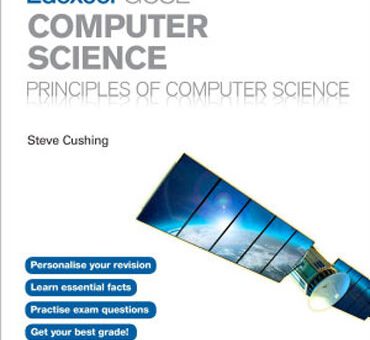 Edexcel GCSE
COMPUTER
SCIENCE
PRINCIPLES OF COMPUTER SCIENCE
Steve Cushing
Personalise your revision
Learn essential facts
Practise exam questions
Get your best grade!